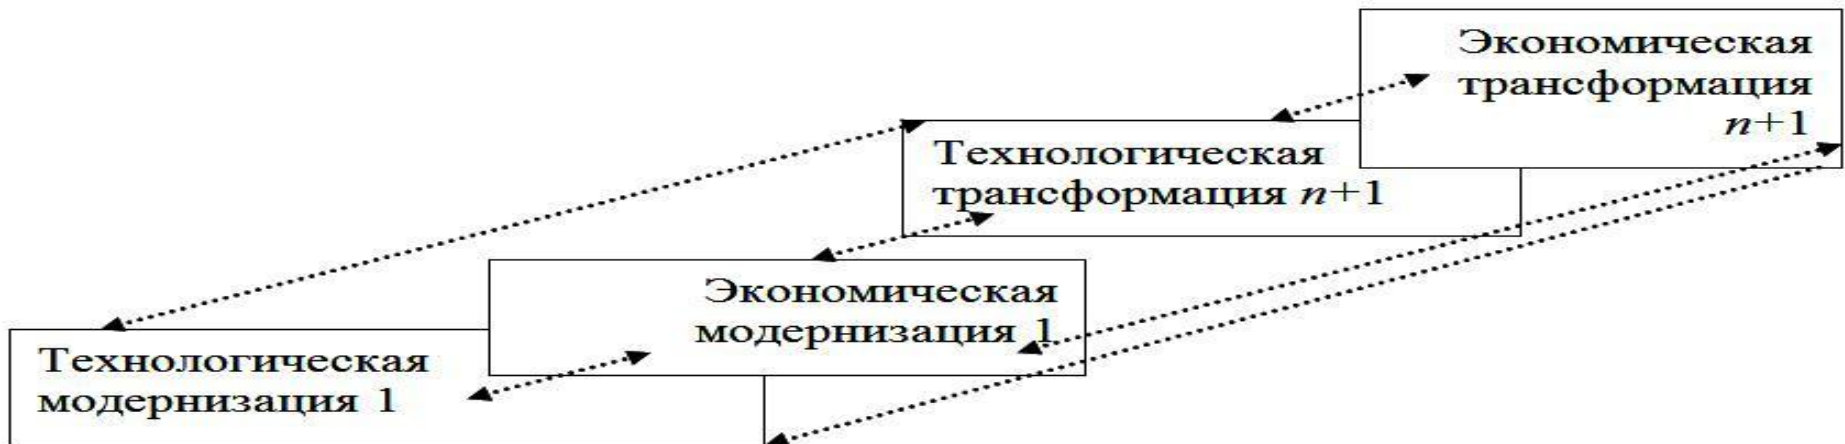 Экономическая
трансформация
n+1
Технологическая
трансформация n+1
Экономическая
модернизация 1
Технологическая
модернизация 1